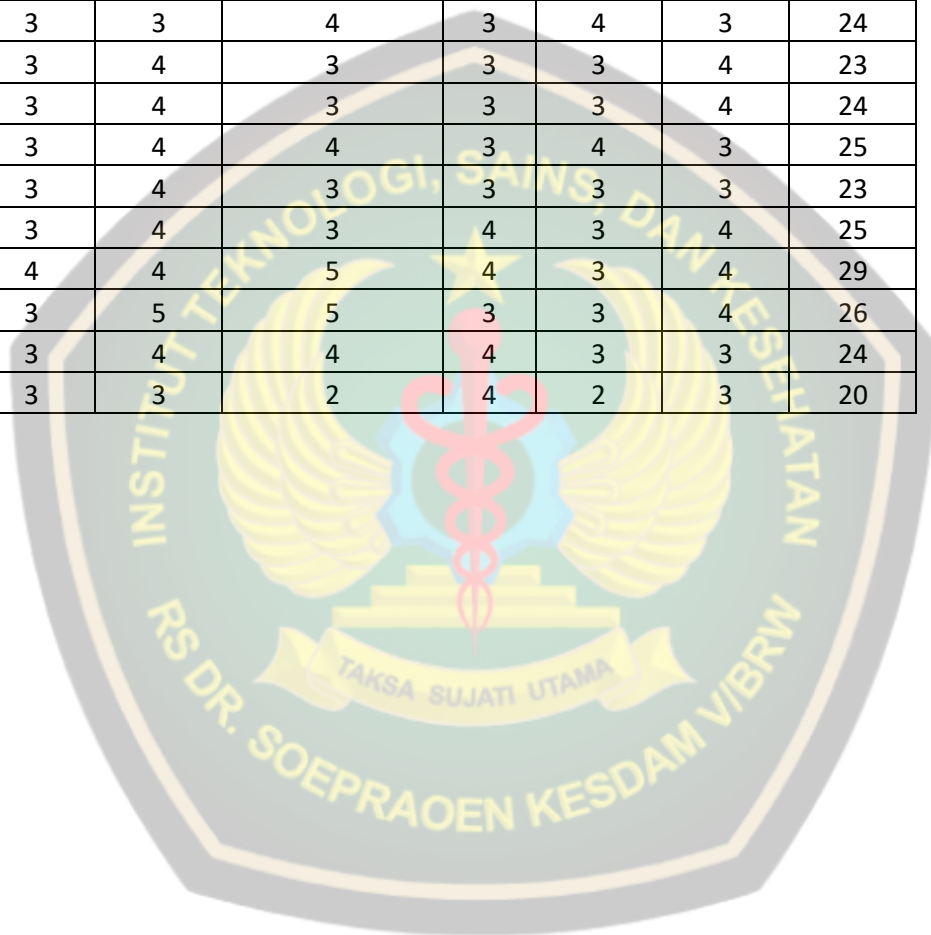 3 3 4 3 4 3 24
3 4 3 3 3 4 23
3 4 3 3 3 4 24
3 4 4 3 4 3 25
3 4 3 3 3 3 23
3 4 3 4 3 4 25
4 4 5 4 3 4 29
3 5 5 3 3 4 26
3 4 4 4 3 3 24
3 3 2 4 2 3 20
INSTITUT TEKNOLOGI, SAINS, DAN KESEHATAN
TAKSA SUJATI UTAMA
RS DR. SOEPRAOEN KESDAM V/BRW